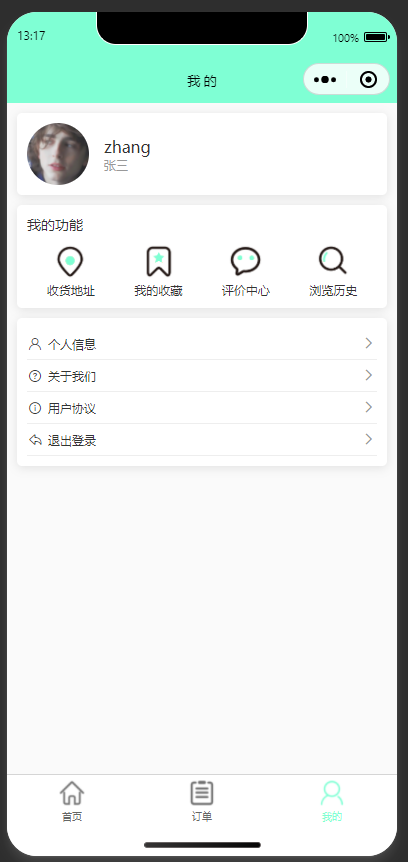 13:17
100%
我的
zhang
张三
我的功能
收货地址 我的收藏 评价中心 浏览历史
个人信息
关于我们
用户协议
退出登录
首页 订单 我的